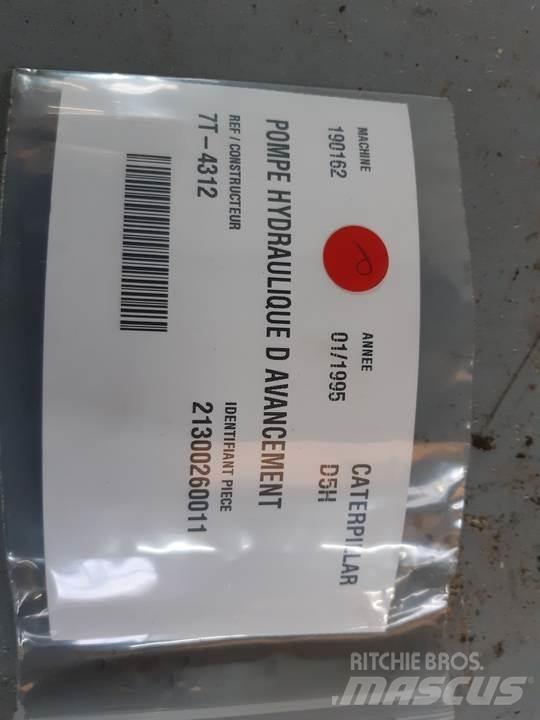 MACHINE ANNEE CATERPILLAR
190162 01/1995 D5H
POMPE HYDRAULIQUE D AVANCEMENT
REF / CONSTRUCTEUR IDENTIFIANT PIECE
7T-4312 21300260011
RITCHIE BROS.
MASCUS